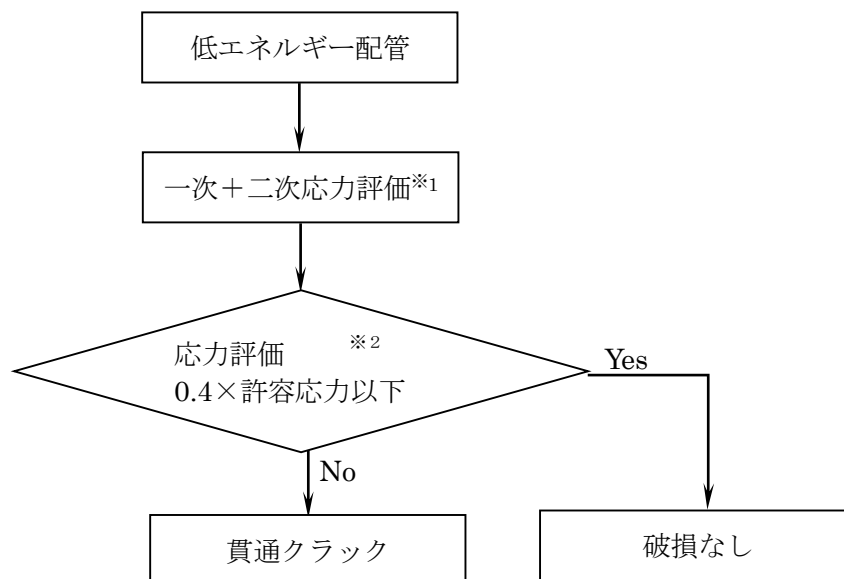 低エネルギー配管
一次＋二次応力評価※1
応力評価 ※2
0.4×許容応力以下
Yes
No
貫通クラック
破損なし